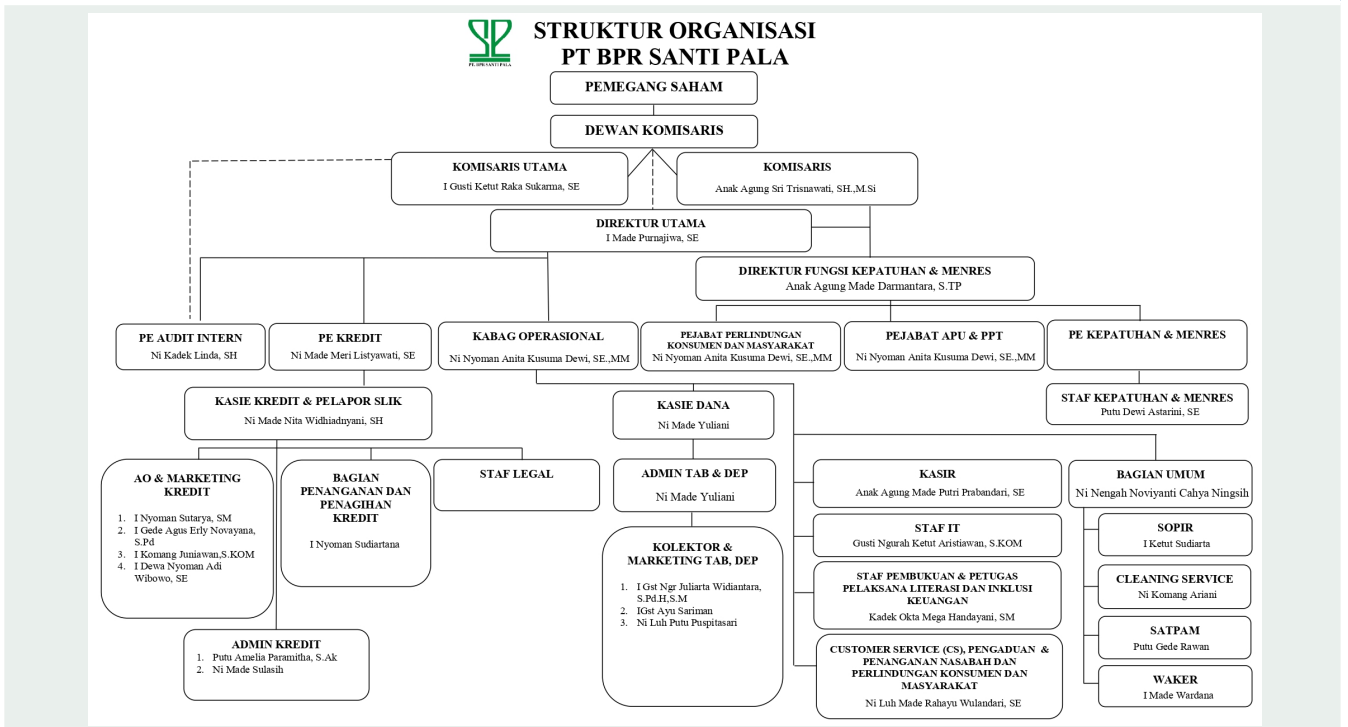 STRUKTUR ORGANISASI
PT BPR SANTI PALA
PT. BPR SANTI PALA
PEMEGANG SAHAM
DEWAN KOMISARIS
KOMISARIS UTAMA
I Gusti Ketut Raka Sukarma, SE
KOMISARIS
Anak Agung Sri Trisnawati, SH.,M.Si
DIREKTUR UTAMA
I Made Purnajiwa, SE
DIREKTUR FUNGSI KEPATUHAN & MENRES
Anak Agung Made Darmantara, S.TP
PE AUDIT INTERN
Ni Kadek Linda, SH
PE KREDIT
Ni Made Meri Listyawati, SE
KABAG OPERASIONAL
Ni Nyoman Anita Kusuma Dewi, SE.,MM
PEJABAT PERLINDUNGAN
KONSUMEN DAN MASYARAKAT
Ni Nyoman Anita Kusuma Dewi, SE.,MM
PEJABAT APU & PPT
Ni Nyoman Anita Kusuma Dewi, SE.,MM
PE KEPATUHAN & MENRES
STAF KEPATUHAN & MENRES
Putu Dewi Astarini, SE
KASIE KREDIT & PELAPOR SLIK
Ni Made Nita Widhiadnyani, SH
KASIE DANA
Ni Made Yuliani
AO & MARKETING
KREDIT
1. I Nyoman Sutarya, SM
2. I Gede Agus Erly Novayana,
S.Pd
3. I Komang Juniawan,S.KOM
4. I Dewa Nyoman Adi
Wibowo, SE
BAGIAN
PENANGANAN DAN
PENAGIHAN
KREDIT
I Nyoman Sudiartana
STAF LEGAL
ADMIN KREDIT
1. Putu Amelia Paramitha, S.Ak
2. Ni Made Sulasih
ADMIN TAB & DEP
Ni Made Yuliani
KOLEKTOR &
MARKETING TAB, DEP
1. I Gst Ngr Juliarta Widiantara,
S.Pd.H,S.M
2. IGst Ayu Sariman
3. Ni Luh Putu Puspitasari
KASIR
Anak Agung Made Putri Prabandari, SE
STAF IT
Gusti Ngurah Ketut Aristiawan, S.KOM
STAF PEMBUKUAN & PETUGAS
PELAKSANA LITERASI DAN INKLUSI
KEUANGAN
Kadek Okta Mega Handayani, SM
CUSTOMER SERVICE (CS), PENGADUAN &
PENANGANAN NASABAH DAN
PERLINDUNGAN KONSUMEN DAN
MASYARAKAT
Ni Luh Made Rahayu Wulandari, SE
BAGIAN UMUM
Ni Nengah Noviyanti Cahya Ningsih
SOPIR
I Ketut Sudiarta
CLEANING SERVICE
Ni Komang Ariani
SATPAM
Putu Gede Rawan
WAKER
I Made Wardana